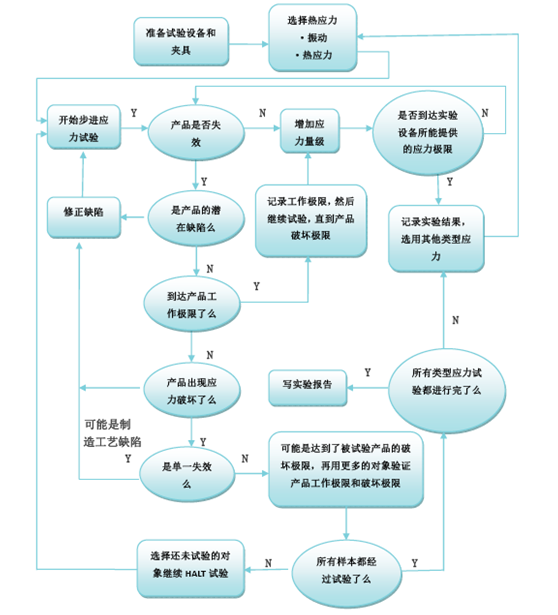 准备试验设备和
夹具
选择热应力
•振动
•热应力
开始步进应
力试验
Y
产品是否失
效
N
增加应
力量级
是否到达实验
设备所能提供
的应力极限
N
Y
Y
修正缺陷
是产品的潜
在缺陷么
记录工作极限，然后
继续试验，直到产品
破坏极限
记录实验结果，
选用其他类型应
力
N
到达产品工
作极限了么
Y
N
N
产品出现应
力破坏了么
写实验报告
Y
所有类型应力试
验都进行完了么
可能是制
造工艺缺陷
Y
Y
是单一失效
么
N
可能是达到了被试验产品的破
坏极限，再用更多的对象验证
产品工作极限和破坏极限
选择还未试验的对
象继续 HALT 试验
N
所有样本都经
过试验了么
Y